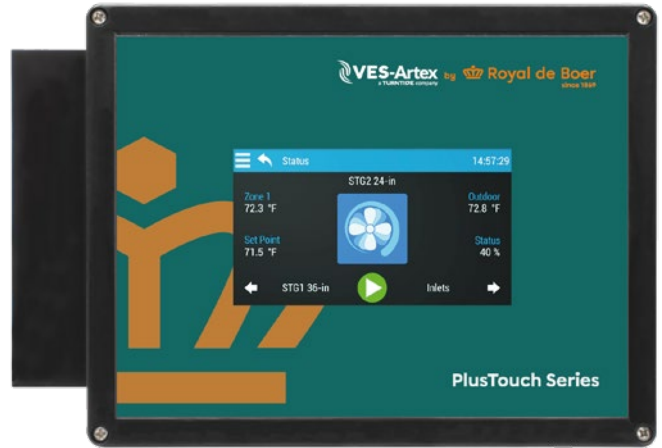 VES-Artex by Royal de Boer
a TURNTIDE company
since 1869
Status 14:57:29
STG2 24-in
Zone 1
72.3 °F
Outdoor
72.8 °F
Set Point
71.5 °F
Status
40 %
STG1 36-in
Inlets
PlusTouch Series